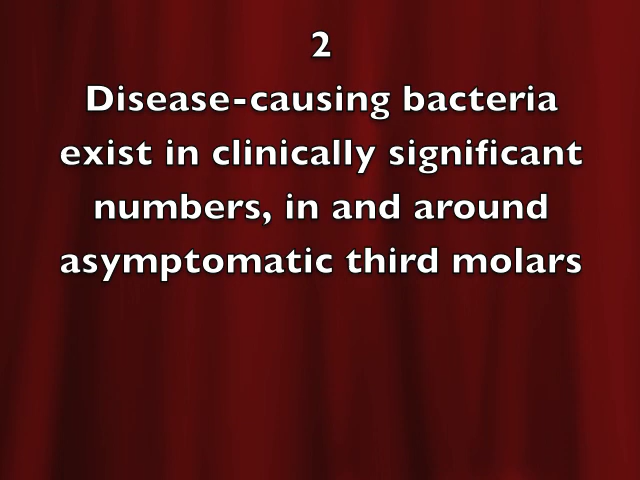 2
Disease-causing bacteria
exist in clinically significant
numbers, in and around
asymptomatic third molars